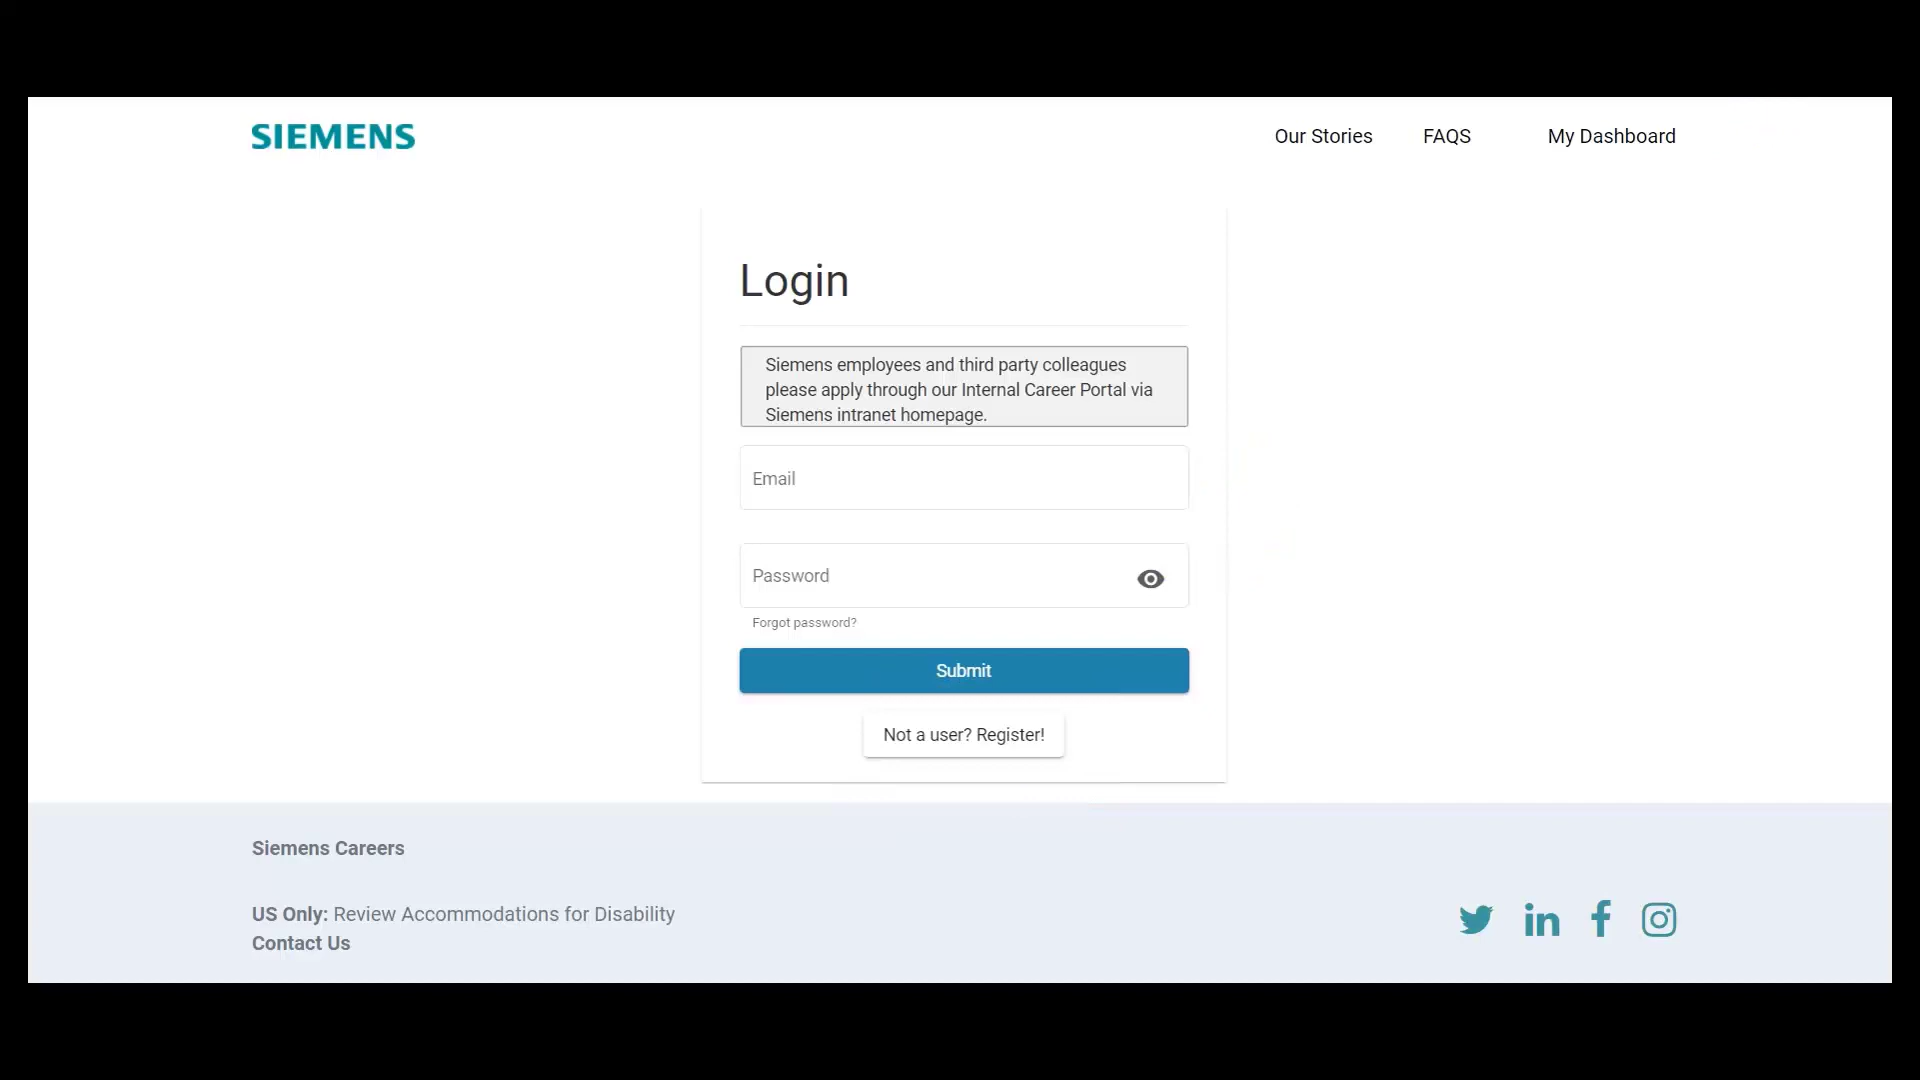 SIEMENS
Our Stories
FAQS
My Dashboard
Login
Siemens employees and third party colleagues
please apply through our Internal Career Portal via
Siemens intranet homepage.
Email
Password
Forgot password?
Submit
Not a user? Register!
Siemens Careers
US Only: Review Accommodations for Disability
Contact Us